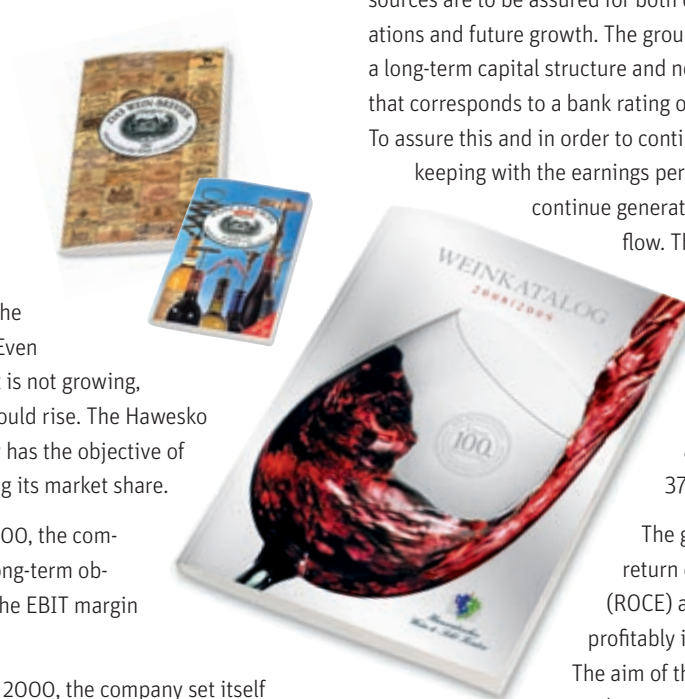 he
Even
is not growing,
ould rise. The Hawesko
has the objective of
g its market share.
00, the com-
ong-term ob-
he EBIT margin
2000, the company set itself
DAS WEIN-BREVIER
WEINKATALOG
2008/2009
100
sources are to be assured for both
ations and future growth. The grou
a long-term capital structure and
that corresponds to a bank rating o
To assure this and in order to conti
keeping with the earnings per
continue generat
flow. Th
37
The g
return
(ROCE) a
profitably i
The aim of th